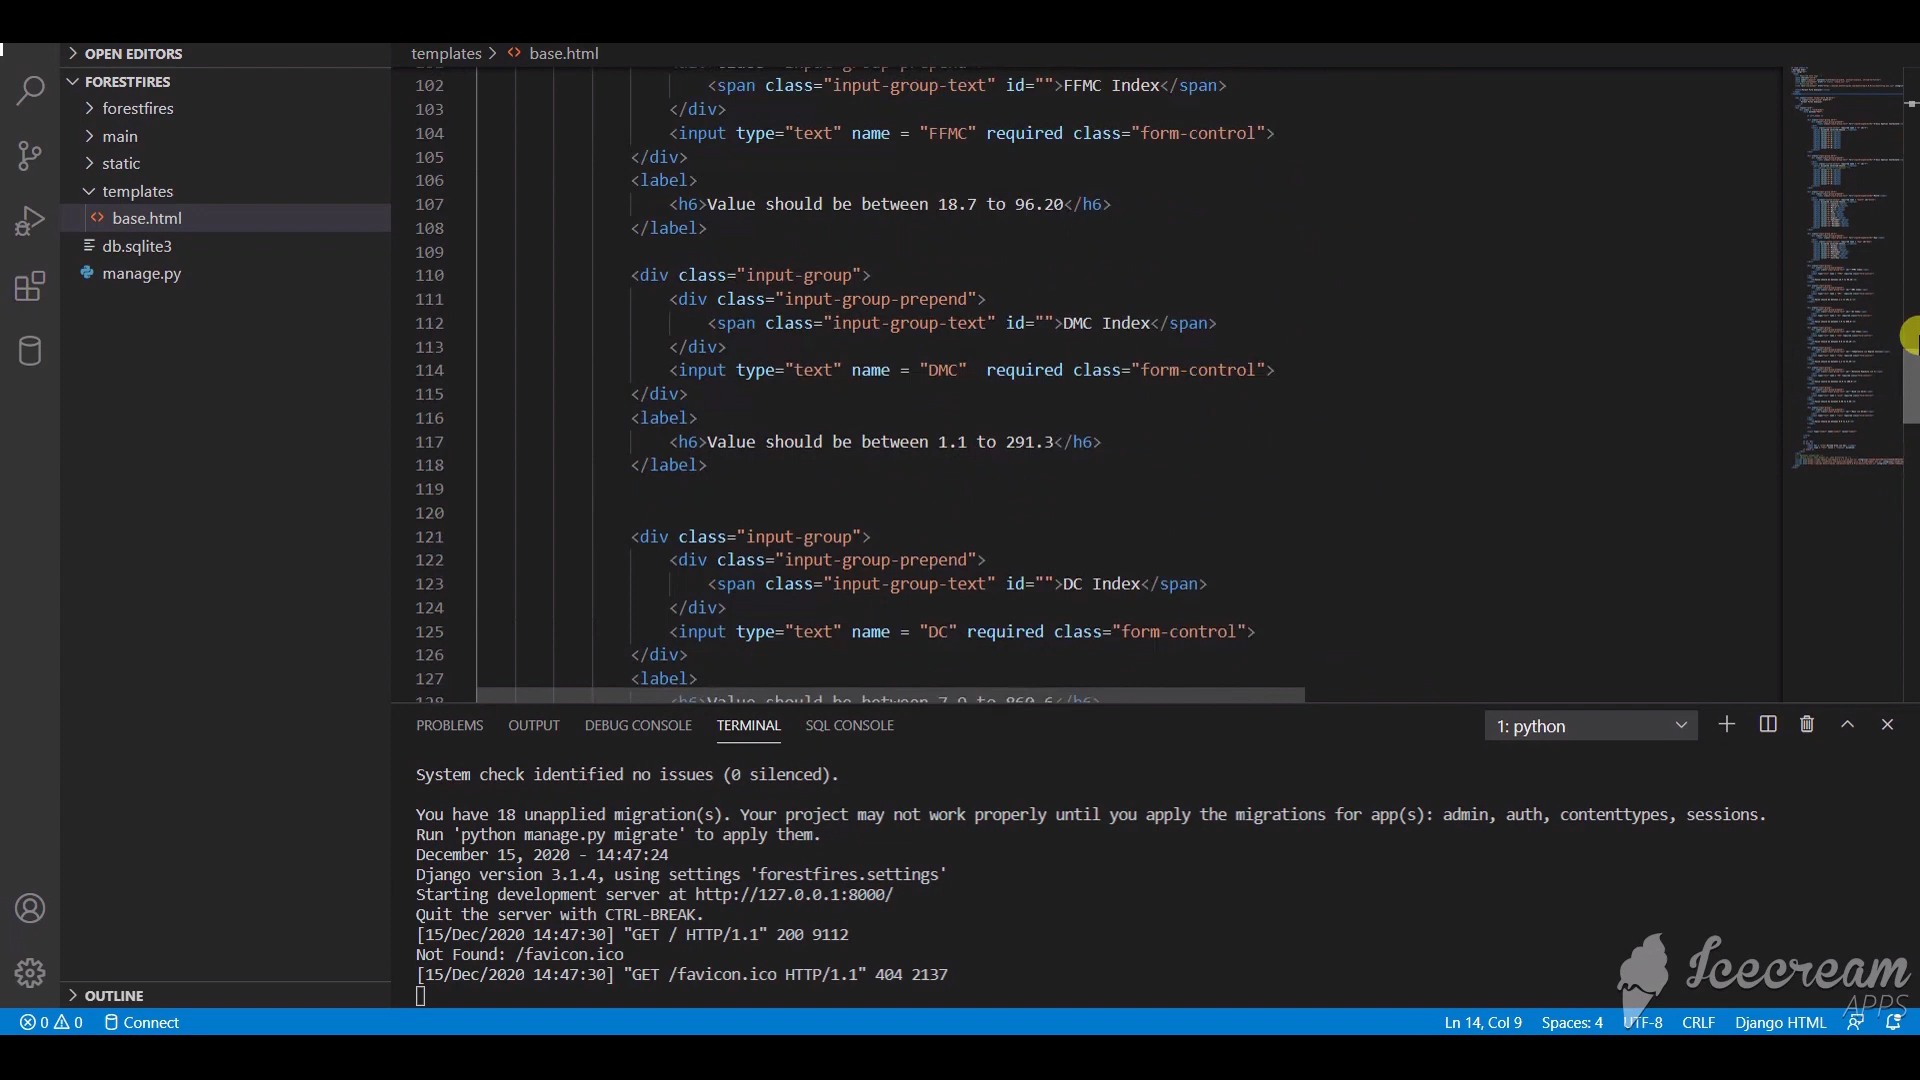 OPEN EDITORS
FORESTFIRES
forestfires
main
static
templates
base.html
db.sqlite3
manage.py
OUTLINE
templates > base.html
102 <span class="input-group-text" id="">FFMC Index</span>
103 </div>
104 <input type="text" name = "FFMC" required class="form-control">
105 </div>
106 <label>
107 <h6>Value should be between 18.7 to 96.20</h6>
108 </label>
109
110 <div class="input-group">
111 <div class="input-group-prepend">
112 <span class="input-group-text" id="">DMC Index</span>
113 </div>
114 <input type="text" name = "DMC"  required class="form-control">
115 </div>
116 <label>
117 <h6>Value should be between 1.1 to 291.3</h6>
118 </label>
119
120
121 <div class="input-group">
122 <div class="input-group-prepend">
123 <span class="input-group-text" id="">DC Index</span>
124 </div>
125 <input type="text" name = "DC" required class="form-control">
126 </div>
127 <label>
128 <h6>Value should be between 7.9 to 860.6</h6>
PROBLEMS OUTPUT DEBUG CONSOLE TERMINAL SQL CONSOLE 1: python
System check identified no issues (0 silenced).
You have 18 unapplied migration(s). Your project may not work properly until you apply the migrations for app(s): admin, auth, contenttypes, sessions.
Run 'python manage.py migrate' to apply them.
December 15, 2020 - 14:47:24
Django version 3.1.4, using settings 'forestfires.settings'
Starting development server at http://127.0.0.1:8000/
Quit the server with CTRL-BREAK.
[15/Dec/2020 14:47:30] "GET / HTTP/1.1" 200 9112
Not Found: /favicon.ico
[15/Dec/2020 14:47:30] "GET /favicon.ico HTTP/1.1" 404 2137
Icecream
APPS
0 0 Connect Ln 14, Col 9 Spaces: 4 UTF-8 CRLF Django HTML